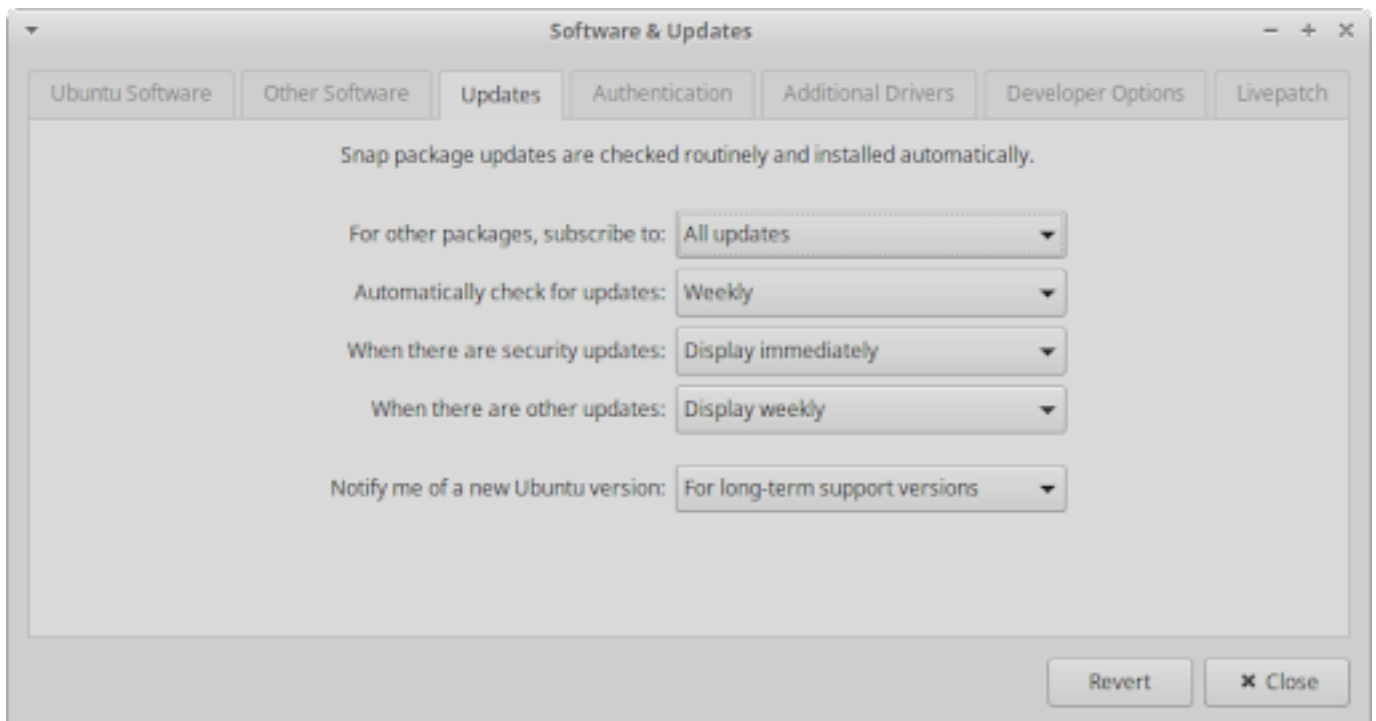 Software & Updates
Ubuntu Software Other Software Updates Authentication Additional Drivers Developer Options Livepatch
Snap package updates are checked routinely and installed automatically.
For other packages, subscribe to: All updates
Automatically check for updates: Weekly
When there are security updates: Display immediately
When there are other updates: Display weekly
Notify me of a new Ubuntu version: For long-term support versions
Revert Close